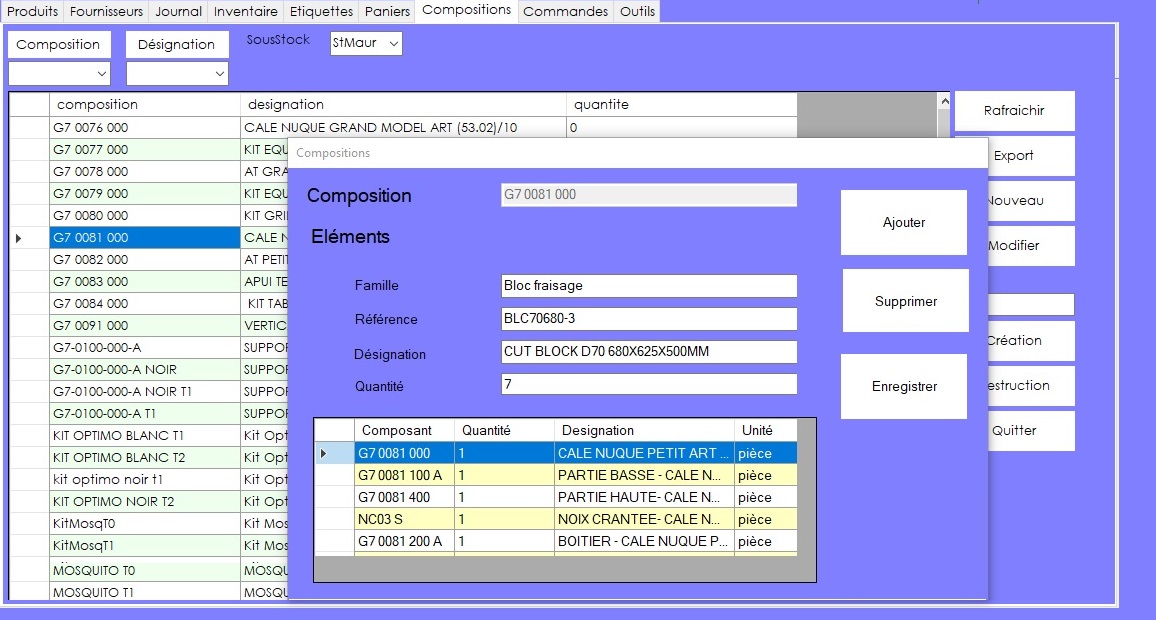 Produits Fournisseurs Journal Inventaire Etiquettes Paniers Compositions Commandes Outils
Composition Désignation SousStock StMaur
composition designation quantite
Rafraichir
Export
Nouveau
Modifier
Création
estruction
Quitter
G7 0076 000 CALE NUQUE GRAND MODEL ART (53.02)/10 0
G7 0077 000 KIT EQU
G7 0078 000 AT GRA
G7 0079 000 KIT EQU
G7 0080 000 KIT GRI
G7 0081 000 CALE N
G7 0082 000 AT PETIT
G7 0083 000 APUI TE
G7 0084 000 KIT TAB
G7 0091 000 VERTIC
G7-0100-000-A SUPPO
G7-0100-000-A NOIR SUPPO
G7-0100-000-A NOIR T1 SUPPO
G7-0100-000-A T1 SUPPO
KIT OPTIMO BLANC T1 Kit Opt
KIT OPTIMO BLANC T2 Kit Opt
kit optimo noir t1 Kit Opt
KIT OPTIMO NOIR T2 Kit Opt
KitMosqT0 Kit Mos
KitMosqT1 Kit Mos
MOSQUITO T0 MOSQU
MOSQUITO T1 MOSQU
Compositions
Composition G7 0081 000
Eléments
Famille Bloc fraisage
Référence BLC70680-3
Désignation CUT BLOCK D70 680X625X500MM
Quantité 7
Ajouter
Supprimer
Enregistrer
Composant Quantité Designation Unité
G7 0081 000 1 CALE NUQUE PETIT ART ... pièce
G7 0081 100 A 1 PARTIE BASSE - CALE N... pièce
G7 0081 400 1 PARTIE HAUTE- CALE N... pièce
NC03 S 1 NOIX CRANTEE- CALE N... pièce
G7 0081 200 A 1 BOITIER - CALE NUQUE P... pièce